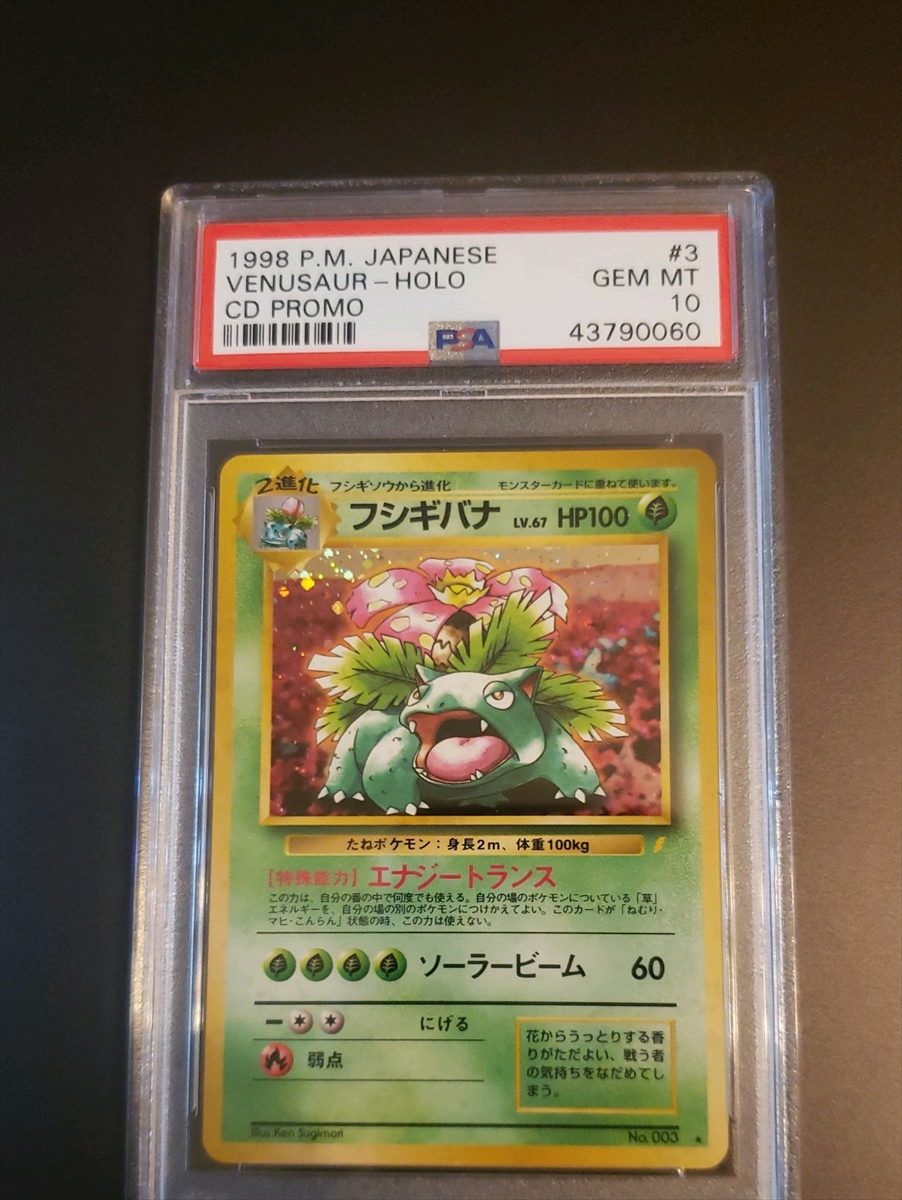 1998 P.M. JAPANESE #3
VENUSAUR-HOLO GEM MT
CD PROMO 10
43790060
PSA
2進化 フシギソウから進化 モンスターカードに重ねて使います。
フシギバナ LV.67 HP100
たねポケモン:身長2m、体重100kg
[特殊能力] エナジートランス
この力は、自分の番の中で何度でも使える。自分の場のポケモンについている「草」
エネルギーを、自分の場の別のポケモンにつけかえてよい。このカードが「ねむり・
マヒ・こんらん」状態の時、この力は使えない。
ソーラービーム 60
にげる
弱点
花からうっとりする香
りがただよい、戦う者
の気持ちをなだめてし
まう。
Illus Ken Sugimori No. 003 ★